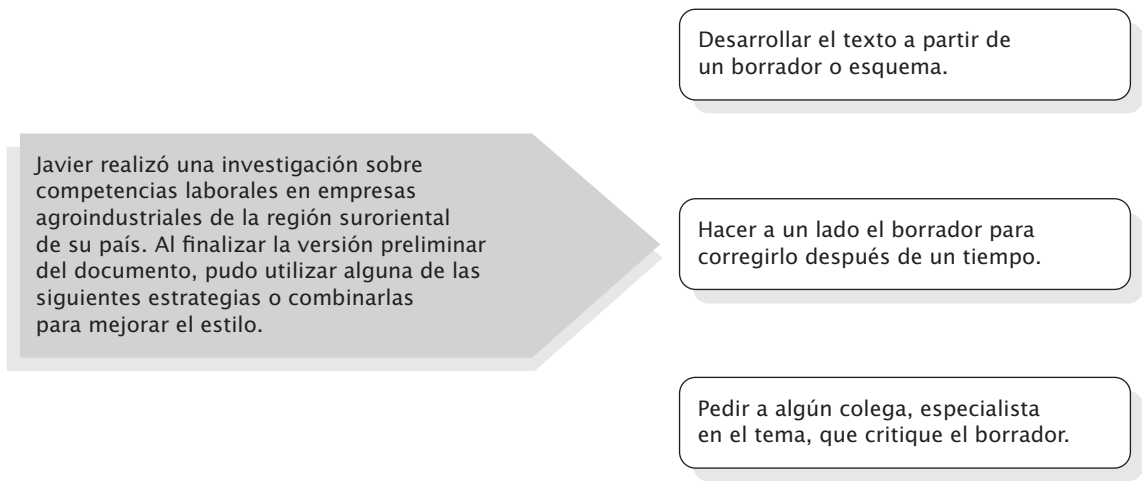 Javier realizó una investigación sobre
competencias laborales en empresas
agroindustriales de la región suroriental
de su país. Al finalizar la versión preliminar
del documento, pudo utilizar alguna de las
siguientes estrategias o combinarlas
para mejorar el estilo.
Desarrollar el texto a partir de
un borrador o esquema.
Hacer a un lado el borrador para
corregirlo después de un tiempo.
Pedir a algún colega, especialista
en el tema, que critique el borrador.